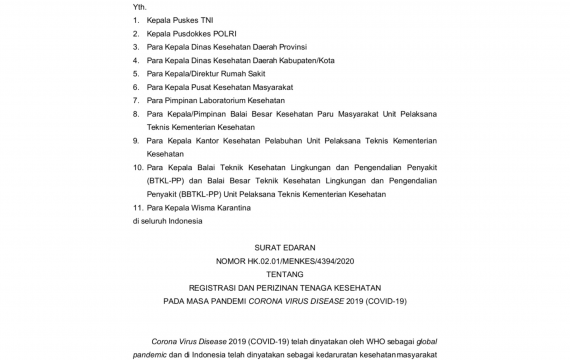 Yth.
1. Kepala Puskes TNI
2. Kepala Pusdokkes POLRI
3. Para Kepala Dinas Kesehatan Daerah Provinsi
4. Para Kepala Dinas Kesehatan Daerah Kabupaten/Kota
5. Para Kepala/Direktur Rumah Sakit
6. Para Kepala Pusat Kesehatan Masyarakat
7. Para Pimpinan Laboratorium Kesehatan
8. Para Kepala/Pimpinan Balai Besar Kesehatan Paru Masyarakat Unit Pelaksana
Teknis Kementerian Kesehatan
9. Para Kepala Kantor Kesehatan Pelabuhan Unit Pelaksana Teknis Kementerian
Kesehatan
10. Para Kepala Balai Teknik Kesehatan Lingkungan dan Pengendalian Penyakit
(BTKL-PP) dan Balai Besar Teknik Kesehatan Lingkungan dan Pengendalian
Penyakit (BBTKL-PP) Unit Pelaksana Teknis Kementerian Kesehatan
11. Para Kepala Wisma Karantina
di seluruh Indonesia
SURAT EDARAN
NOMOR HK.02.01/MENKES/4394/2020
TENTANG
REGISTRASI DAN PERIZINAN TENAGA KESEHATAN
PADA MASA PANDEMI CORONA VIRUS DISEASE 2019 (COVID-19)
Corona Virus Disease 2019 (COVID-19) telah dinyatakan oleh WHO sebagai global
pandemic dan di Indonesia telah dinyatakan sebagai kedaruratan kesehatan masyarakat